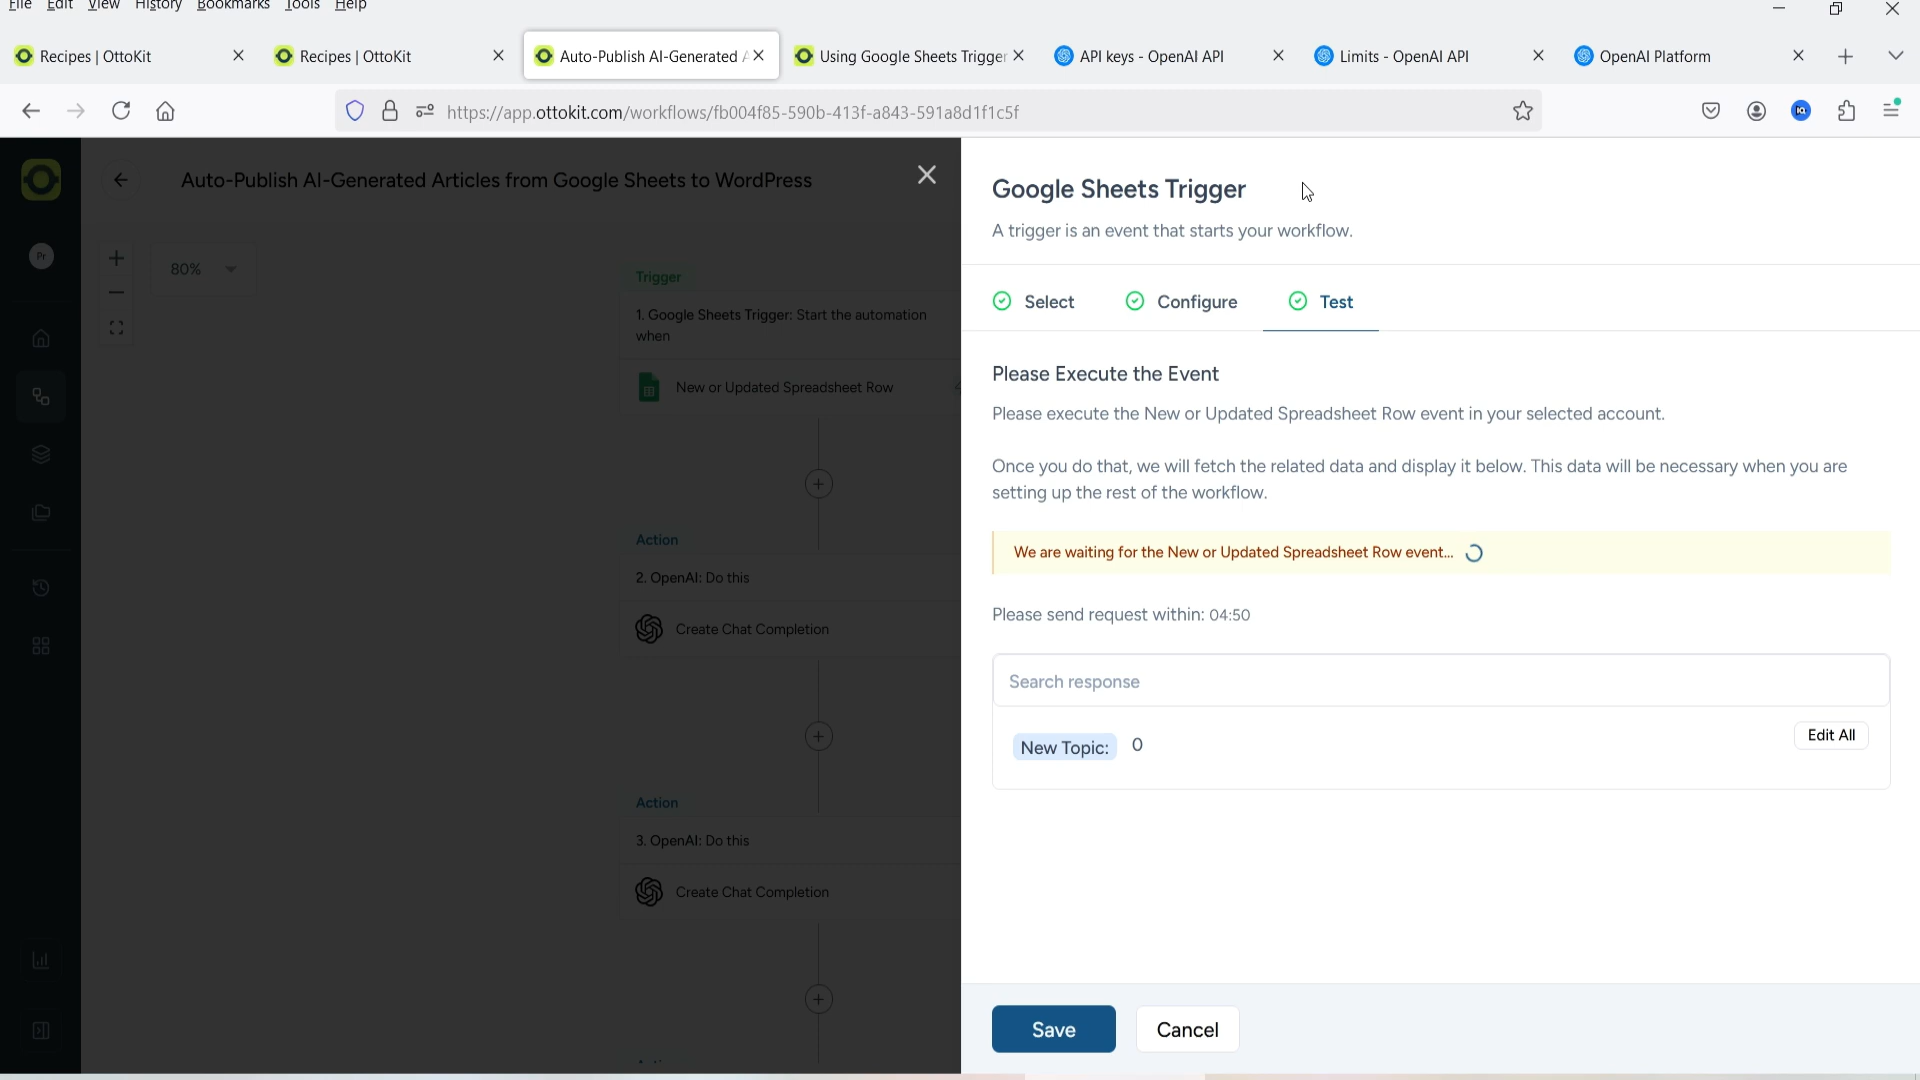 File Edit View History Bookmarks Tools Help
Recipes | OttoKit
Recipes | OttoKit
Auto-Publish AI-Generated A
Using Google Sheets Trigger
API keys - OpenAI API
Limits - OpenAI API
OpenAI Platform
https://app.ottokit.com/workflows/fb004f85-590b-413f-a843-591a8d1f1c5f
Pr
Auto-Publish AI-Generated Articles from Google Sheets to WordPress
80%
Trigger
1. Google Sheets Trigger: Start the automation
when
New or Updated Spreadsheet Row
Action
2. OpenAI: Do this
Create Chat Completion
Action
3. OpenAI: Do this
Create Chat Completion
Google Sheets Trigger
A trigger is an event that starts your workflow.
Select
Configure
Test
Please Execute the Event
Please execute the New or Updated Spreadsheet Row event in your selected account.
Once you do that, we will fetch the related data and display it below. This data will be necessary when you are
setting up the rest of the workflow.
We are waiting for the New or Updated Spreadsheet Row event...
Please send request within: 04:50
Search response
New Topic: 0
Edit All
Save
Cancel